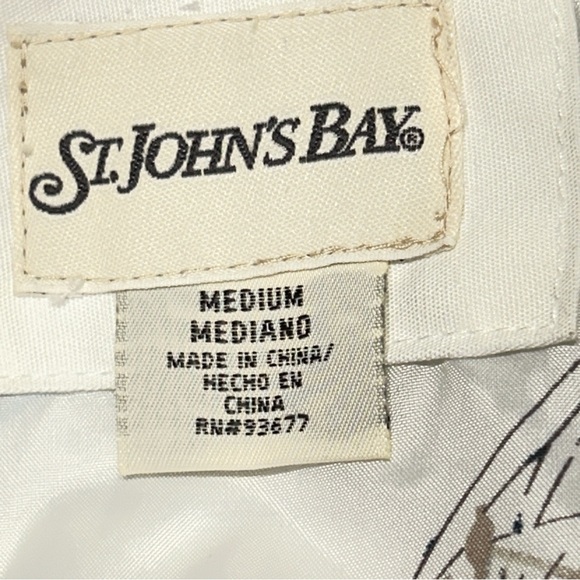 ST. JOHN'S BAY®
MEDIUM
MEDIANO
MADE IN CHINA/
HECHO EN
CHINA
RN#93677